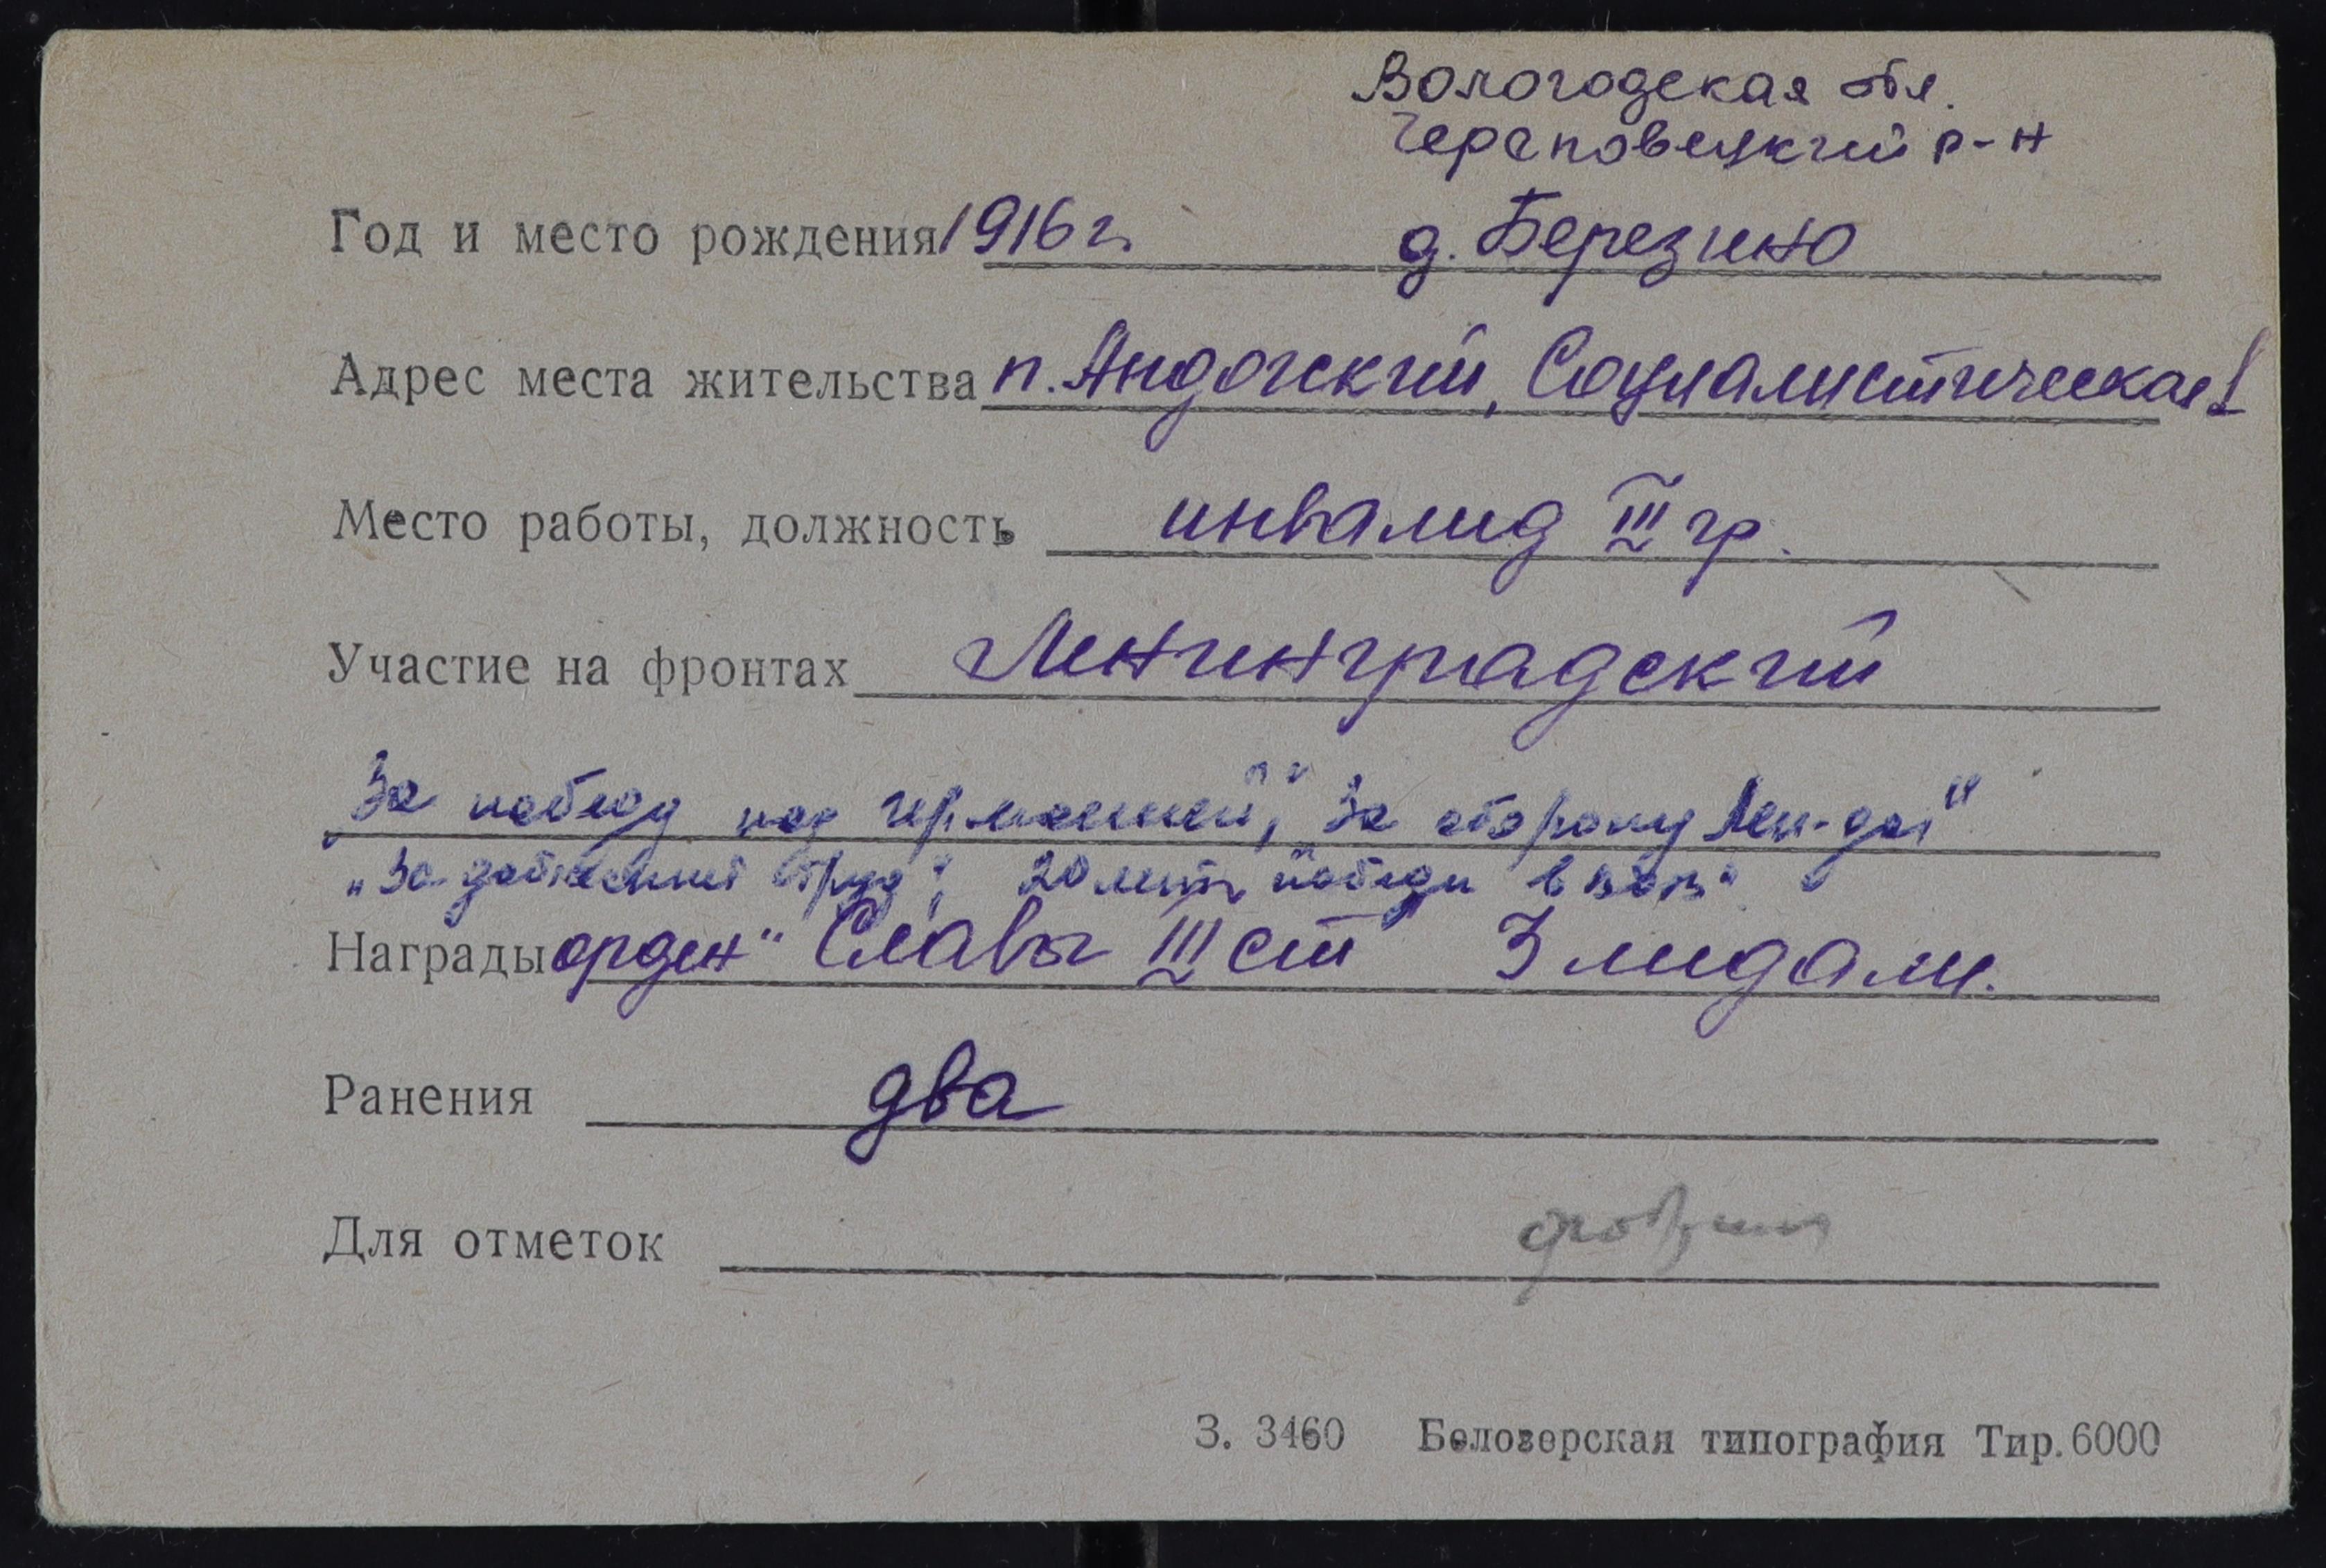 Вологодская обл.
Череповецкий р-н
Год и место рождения 1916 г. д. Березино
Адрес места жительства п. Андогский, Социалистическая 1
Место работы, должность инвалид III гр.
Участие на фронтах Ленинградский
"За победу над Германией", "За оборону Лен-да"
"За доблестный труд", 20 лет победы в ВОВ"
Награды орден "Славы III ст" 3 медали.
Ранения два
Для отметок
З. 3460 Белозерская типография Тир. 6000